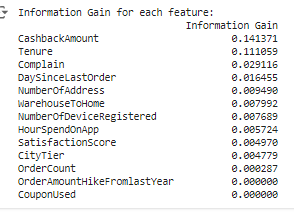 Information Gain for each feature:
Information Gain
CashbackAmount 0.141371
Tenure 0.111059
Complain 0.029116
DaySinceLastOrder 0.016455
NumberOfAddress 0.009490
WarehouseToHome 0.007992
NumberOfDeviceRegistered 0.007689
HourSpendOnApp 0.005724
SatisfactionScore 0.004970
CityTier 0.004779
OrderCount 0.000287
OrderAmountHikeFromlastYear 0.000000
CouponUsed 0.000000